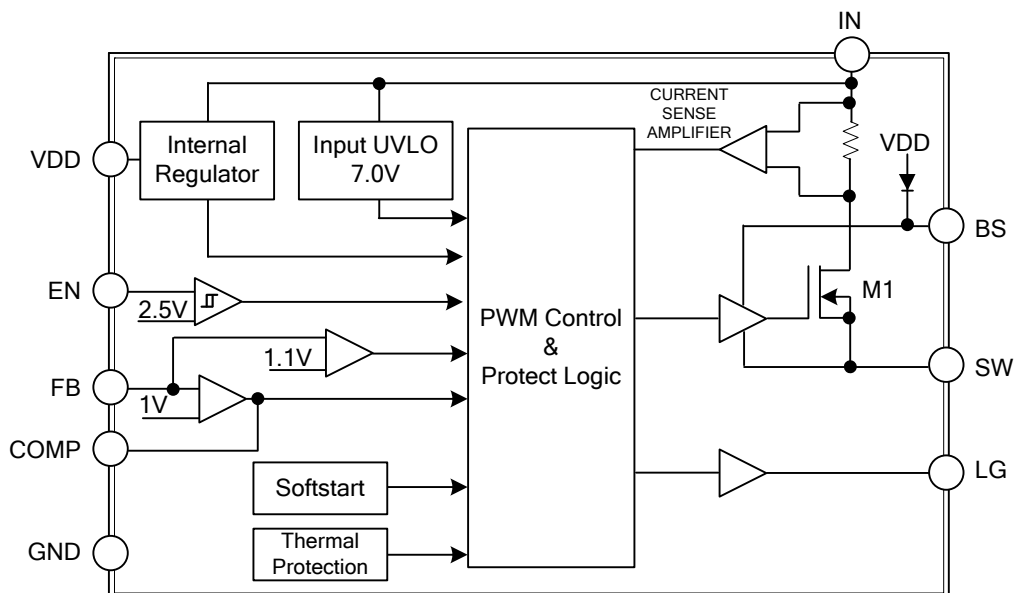 IN
CURRENT
SENSE
AMPLIFIER
VDD
Internal
Regulator
Input UVLO
7.0V
VDD
BS
EN
2.5V
M1
PWM Control
&
Protect Logic
1.1V
FB
1V
SW
COMP
LG
Softstart
GND
Thermal
Protection